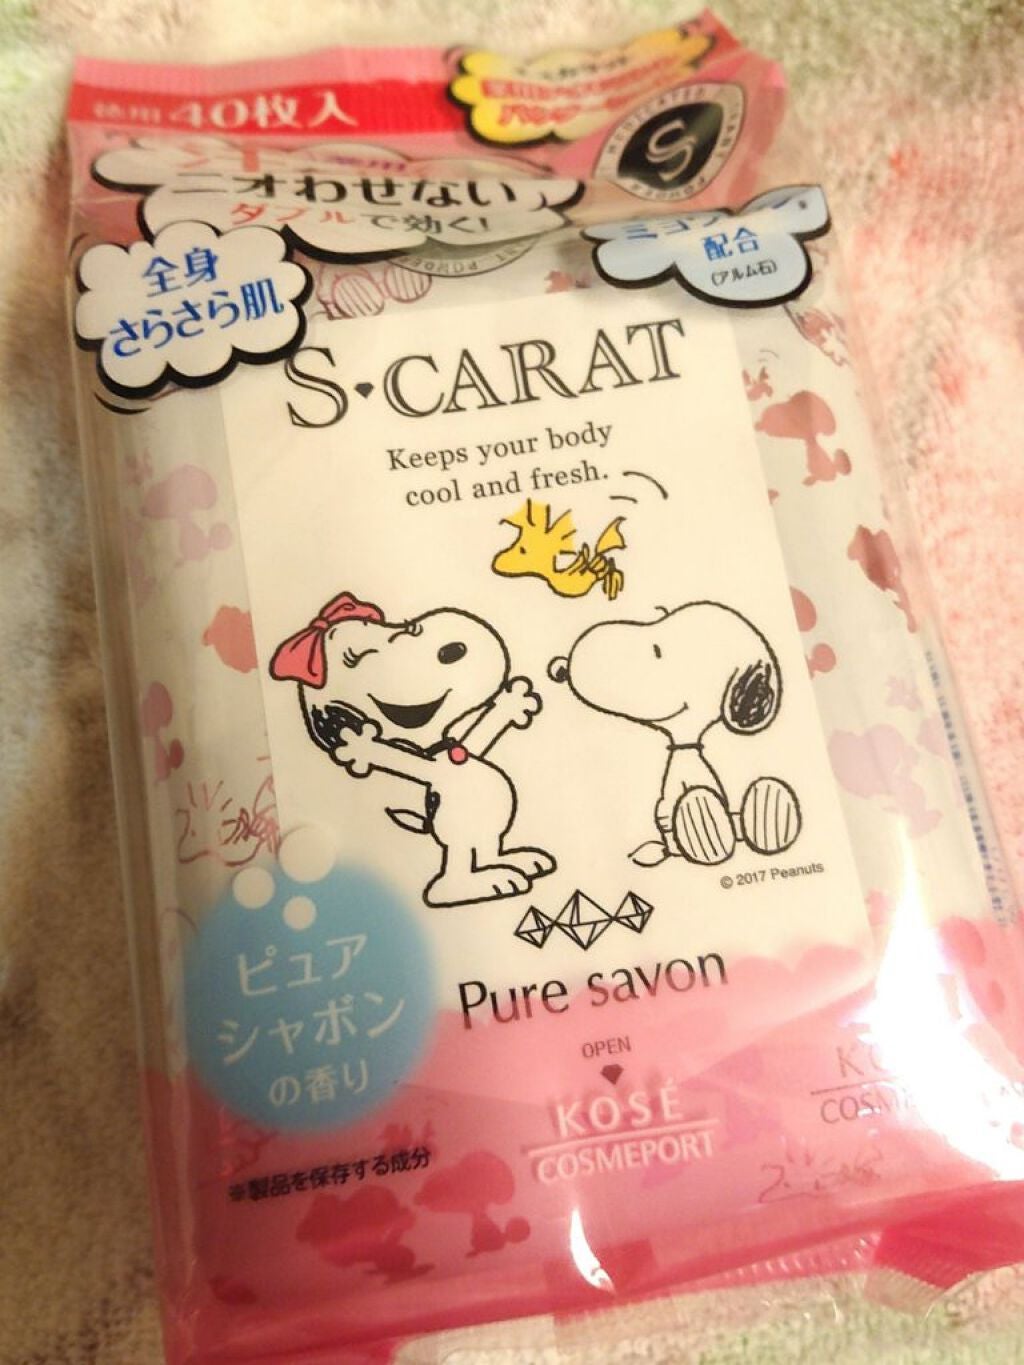 徳用 40枚入
ニオわせない
ダブルで効く!
全身
さらさら肌
配合
(アルム石)
S・CARAT
Keeps your body
cool and fresh.
© 2017 Peanuts
Pure savon
ピュア
シャボン
の香り
OPEN
KOSÉ
COSMEPORT
※製品を保存する成分